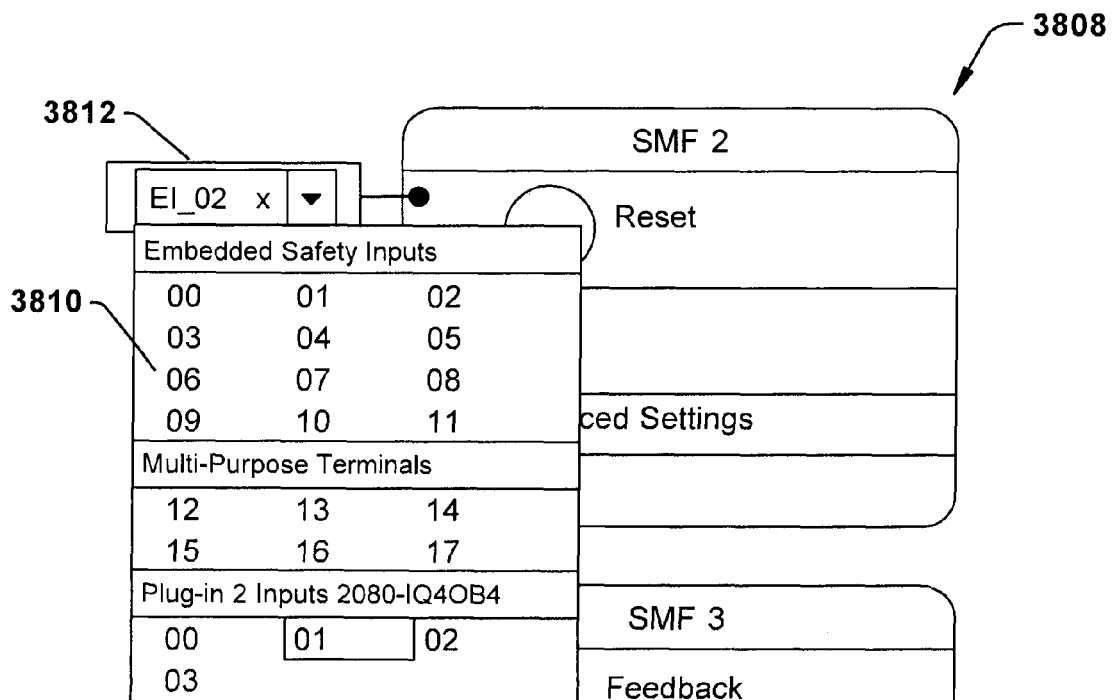 3808
3812
SMF 2
EI_02 x
Reset
Embedded Safety Inputs
3810
00 01 02
03 04 05
06 07 08
09 10 11
ced Settings
Multi-Purpose Terminals
12 13 14
15 16 17
Plug-in 2 Inputs 2080-IQ4OB4
SMF 3
00 01 02
03
Feedback